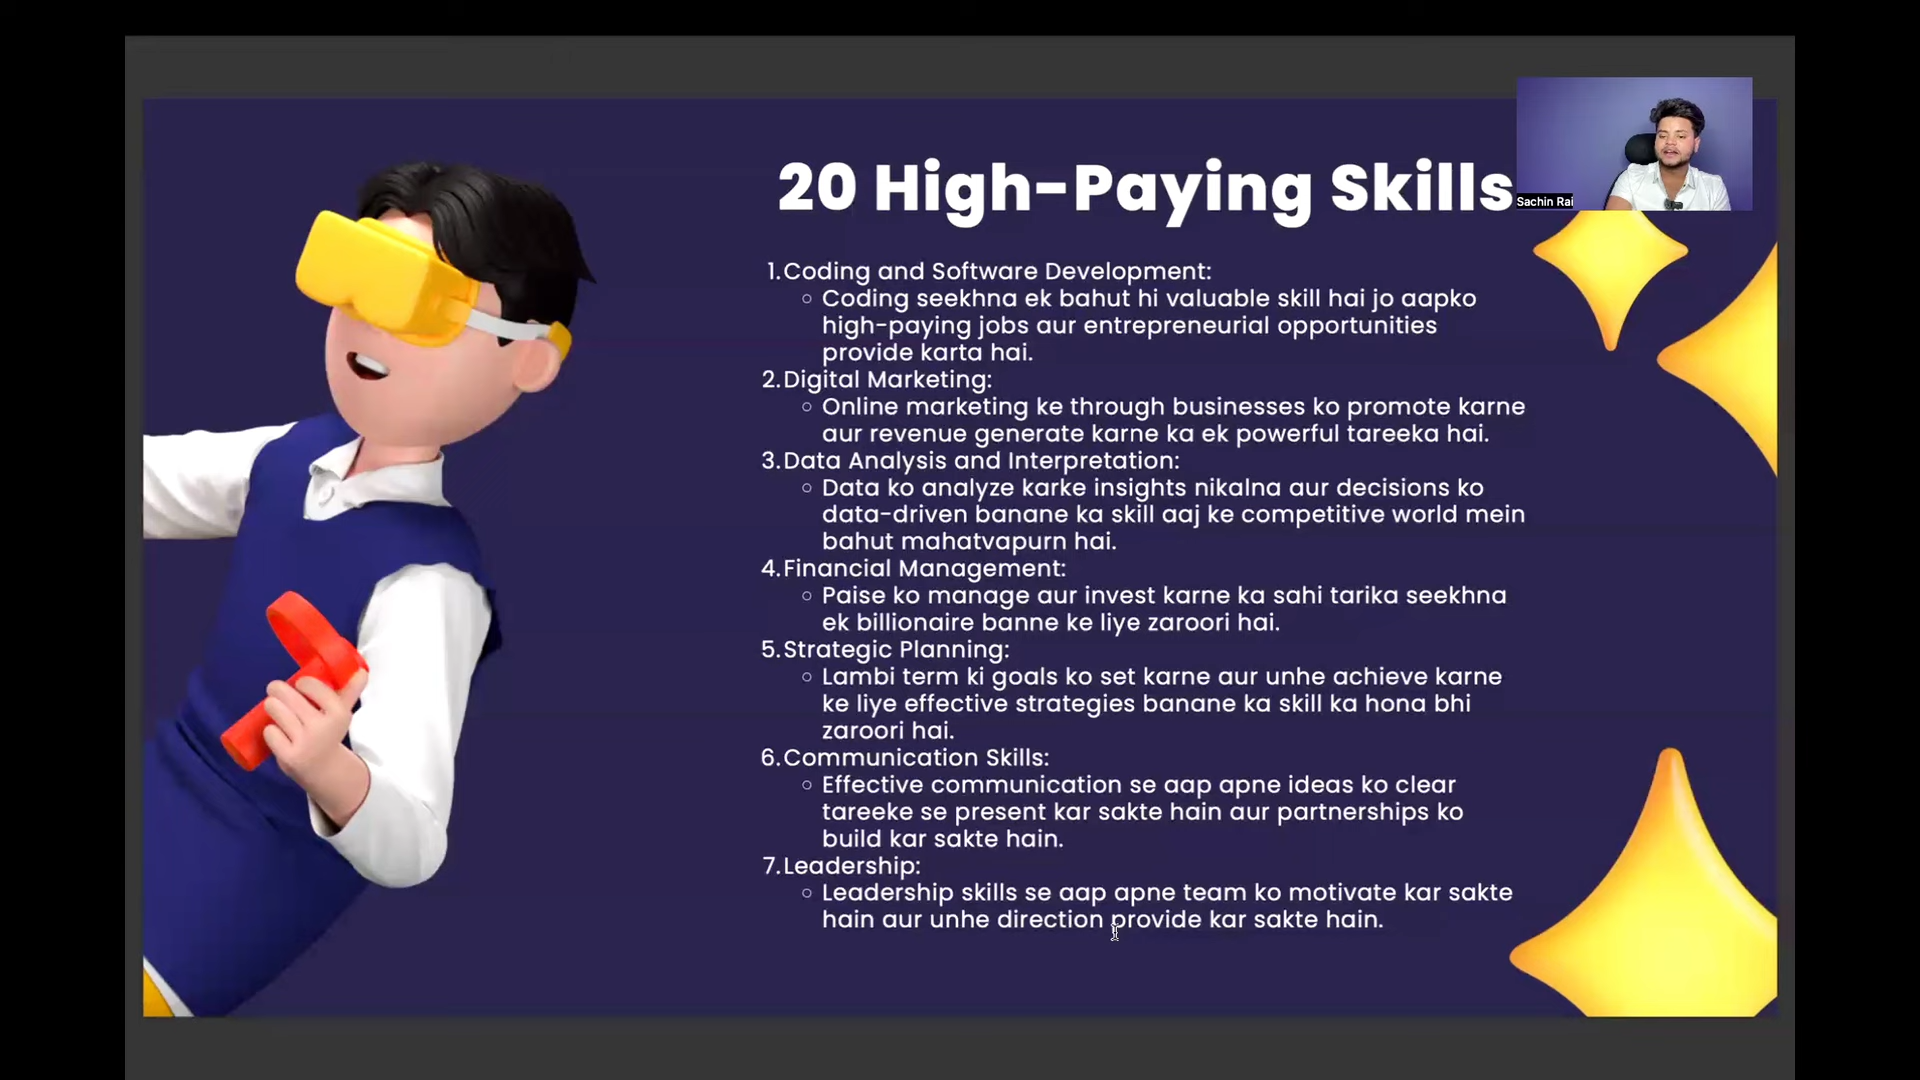 20 High-Paying Skills
Sachin Rai
1. Coding and Software Development:
○ Coding seekhna ek bahut hi valuable skill hai jo aapko
high-paying jobs aur entrepreneurial opportunities
provide karta hai.
2. Digital Marketing:
○ Online marketing ke through businesses ko promote karne
aur revenue generate karne ka ek powerful tareeka hai.
3. Data Analysis and Interpretation:
○ Data ko analyze karke insights nikalna aur decisions ko
data-driven banane ka skill aaj ke competitive world mein
bahut mahatvapurn hai.
4. Financial Management:
○ Paise ko manage aur invest karne ka sahi tarika seekhna
ek billionaire banne ke liye zaroori hai.
5. Strategic Planning:
○ Lambi term ki goals ko set karne aur unhe achieve karne
ke liye effective strategies banane ka skill ka hona bhi
zaroori hai.
6. Communication Skills:
○ Effective communication se aap apne ideas ko clear
tareeke se present kar sakte hain aur partnerships ko
build kar sakte hain.
7. Leadership:
○ Leadership skills se aap apne team ko motivate kar sakte
hain aur unhe direction provide kar sakte hain.